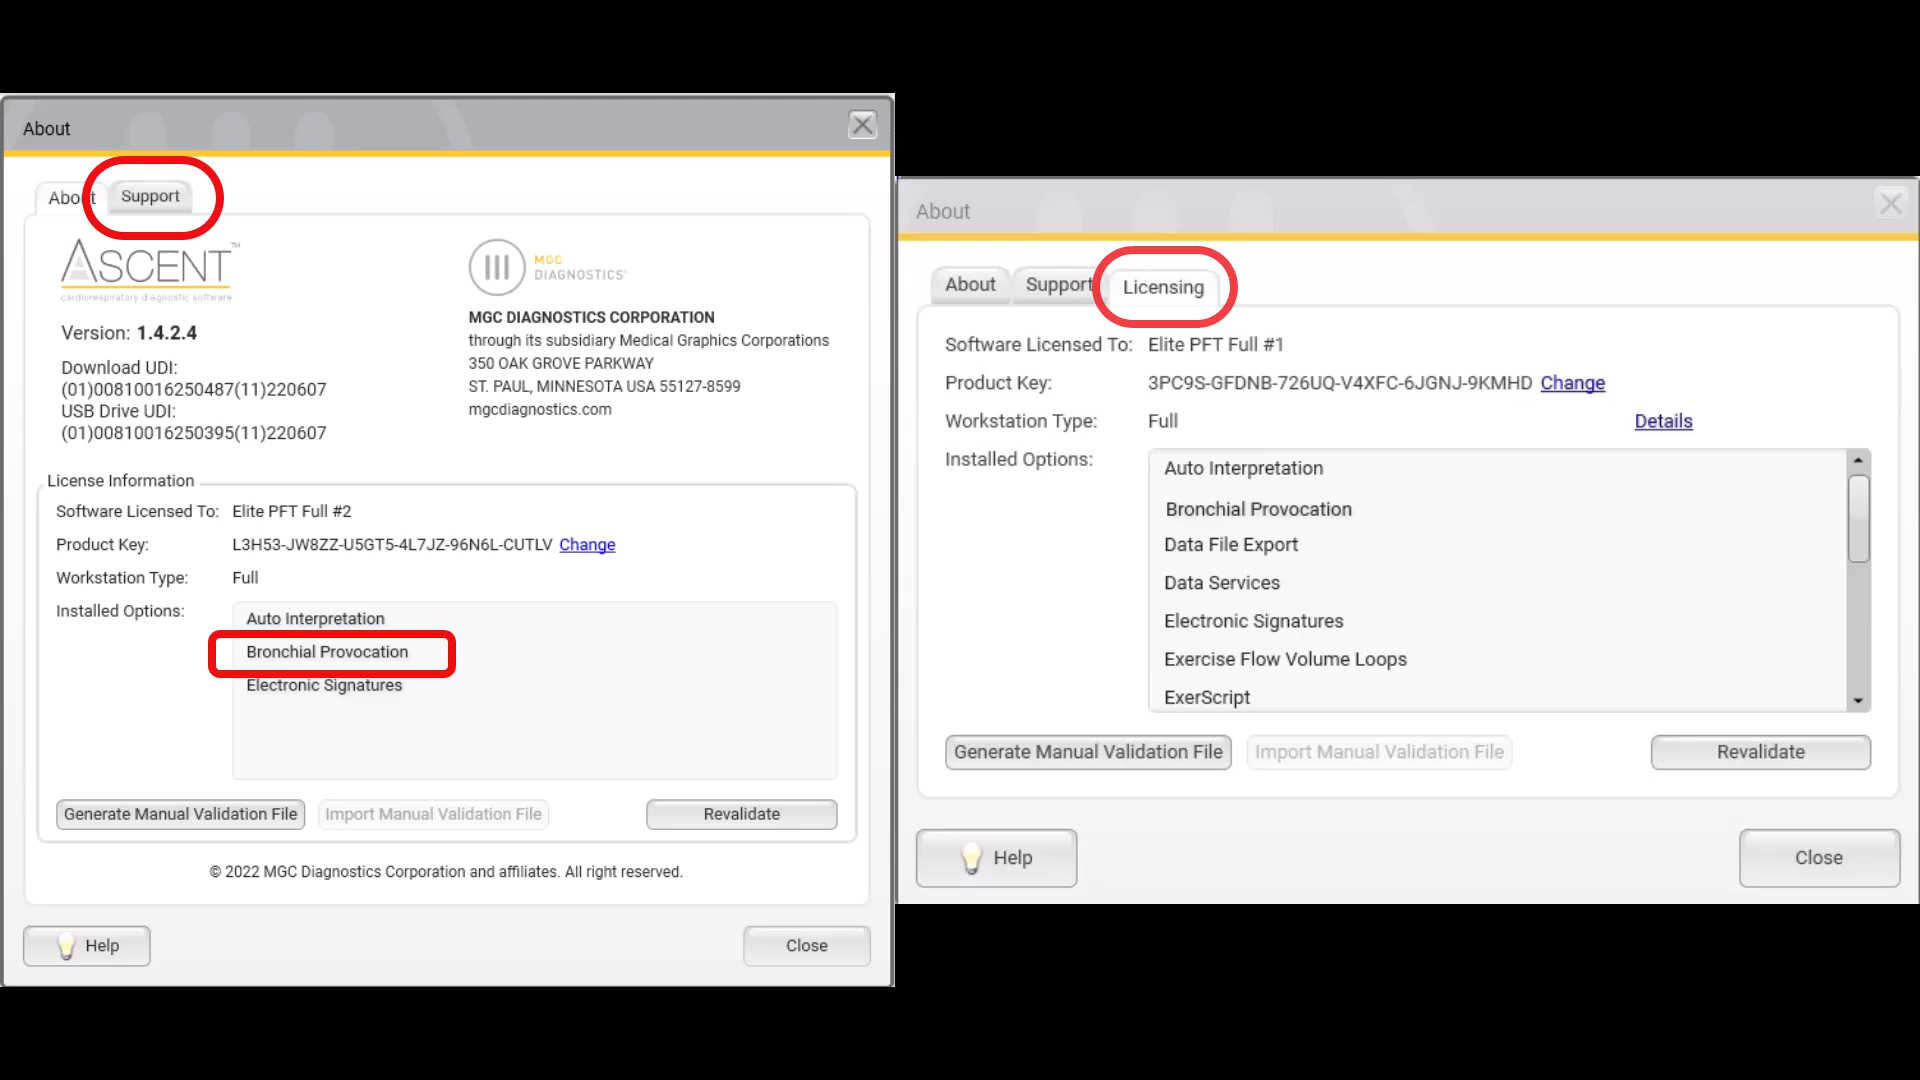 About
About
Support
ASCENT™
cardiorespiratory diagnostic software
Version: 1.4.2.4
Download UDI:
(01)00810016250487(11)220607
USB Drive UDI:
(01)00810016250395(11)220607
MGC
DIAGNOSTICS
MGC DIAGNOSTICS CORPORATION
through its subsidiary Medical Graphics Corporations
350 OAK GROVE PARKWAY
ST. PAUL, MINNESOTA USA 55127-8599
mgcdiagnostics.com
License Information
Software Licensed To: Elite PFT Full #2
Product Key: L3H53-JW8ZZ-U5GT5-4L7JZ-96N6L-CUTLV Change
Workstation Type: Full
Installed Options:
Auto Interpretation
Bronchial Provocation
Electronic Signatures
Generate Manual Validation File
Import Manual Validation File
Revalidate
© 2022 MGC Diagnostics Corporation and affiliates. All right reserved.
Help
Close
About
About
Support
Licensing
Software Licensed To: Elite PFT Full #1
Product Key: 3PC9S-GFDNB-726UQ-V4XFC-6JGNJ-9KMHD Change
Workstation Type: Full Details
Installed Options:
Auto Interpretation
Bronchial Provocation
Data File Export
Data Services
Electronic Signatures
Exercise Flow Volume Loops
ExerScript
Generate Manual Validation File
Import Manual Validation File
Revalidate
Help
Close